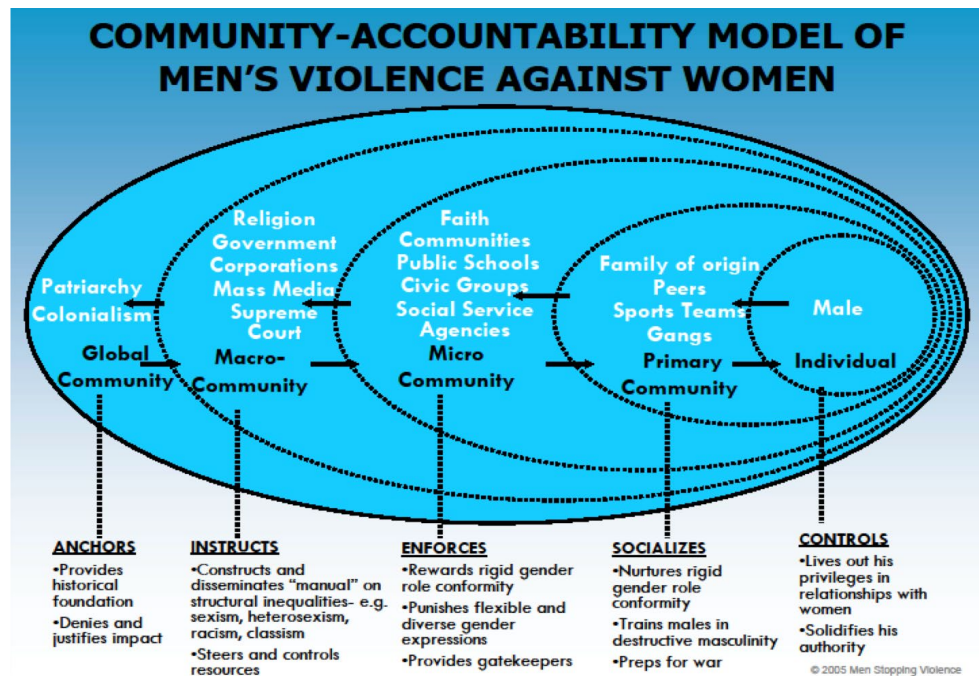 COMMUNITY-ACCOUNTABILITY MODEL OF
MEN'S VIOLENCE AGAINST WOMEN
Patriarchy
Colonialism
Global
Community
Religion
Government
Corporations
Mass Media
Supreme
Court
Macro-
Community
Faith
Communities
Public Schools
Civic Groups
Social Service
Agencies
Micro
Community
Family of origin
Peers
Sports Teams
Gangs
Primary
Community
Male
Individual
ANCHORS
•Provides
historical
foundation
•Denies and
justifies impact
INSTRUCTS
•Constructs and
disseminates “manual” on
structural inequalities- e.g.
sexism, heterosexism,
racism, classism
•Steers and controls
resources
ENFORCES
•Rewards rigid gender
role conformity
•Punishes flexible and
diverse gender
expressions
•Provides gatekeepers
SOCIALIZES
•Nurtures rigid
gender role
conformity
•Trains males in
destructive masculinity
•Preps for war
CONTROLS
•Lives out his
privileges in
relationships with
women
•Solidifies his
authority
© 2005 Men Stopping Violence